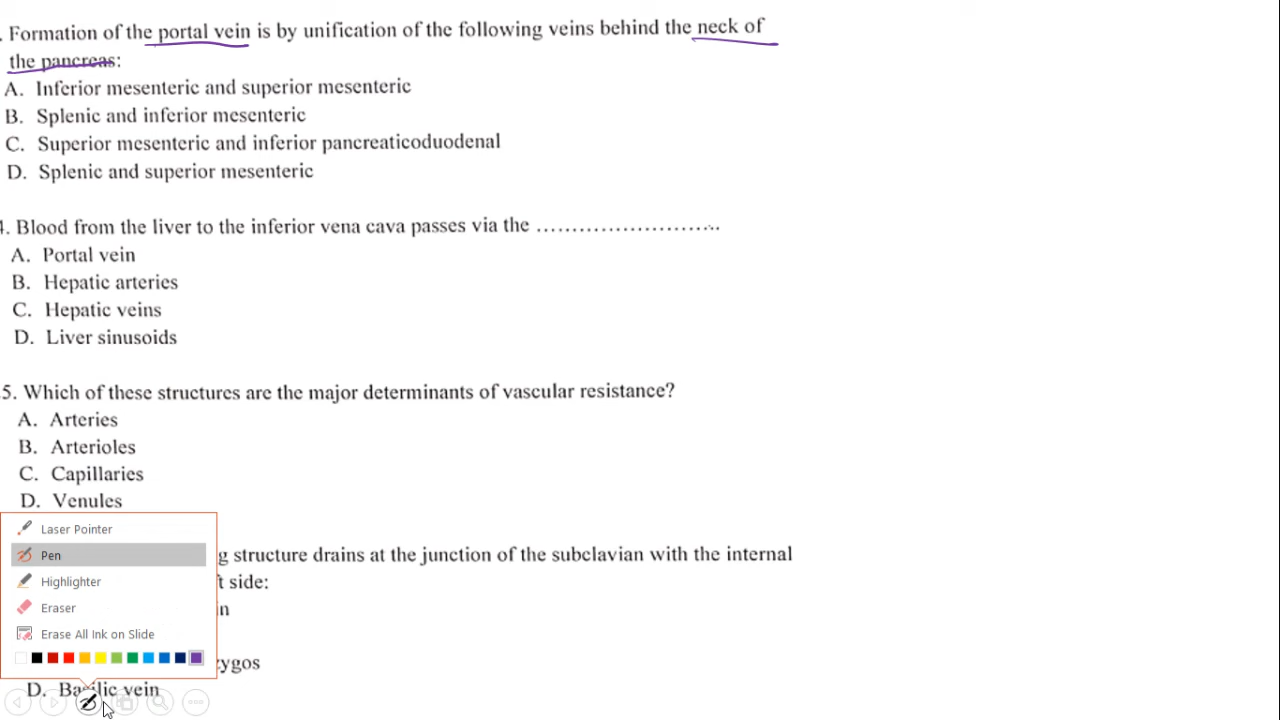 . Formation of the portal vein is by unification of the following veins behind the neck of
the pancreas:
A. Inferior mesenteric and superior mesenteric
B. Splenic and inferior mesenteric
C. Superior mesenteric and inferior pancreaticoduodenal
D. Splenic and superior mesenteric
4. Blood from the liver to the inferior vena cava passes via the ..........................
A. Portal vein
B. Hepatic arteries
C. Hepatic veins
D. Liver sinusoids
5. Which of these structures are the major determinants of vascular resistance?
A. Arteries
B. Arterioles
C. Capillaries
D. Venules
Laser Pointer
Pen
g structure drains at the junction of the subclavian with the internal
Highlighter
t side:
Eraser
in
Erase All Ink on Slide
zygos
D. Basilic vein